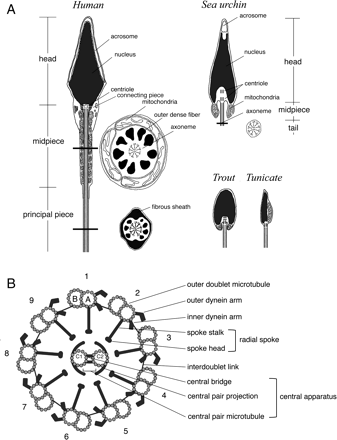 A
Human
Sea urchin
acrosome
nucleus
head
centriole
connecting piece
mitochondria
outer dense fiber
axoneme
midpiece
principal piece
fibrous sheath
acrosome
nucleus
head
centriole
mitochondria
axoneme
midpiece
tail
Trout
Tunicate
B
1
2
3
4
5
6
7
8
9
B A
C1 C2
outer doublet microtubule
outer dynein arm
inner dynein arm
spoke stalk
radial spoke
spoke head
interdoublet link
central bridge
central pair projection
central apparatus
central pair microtubule